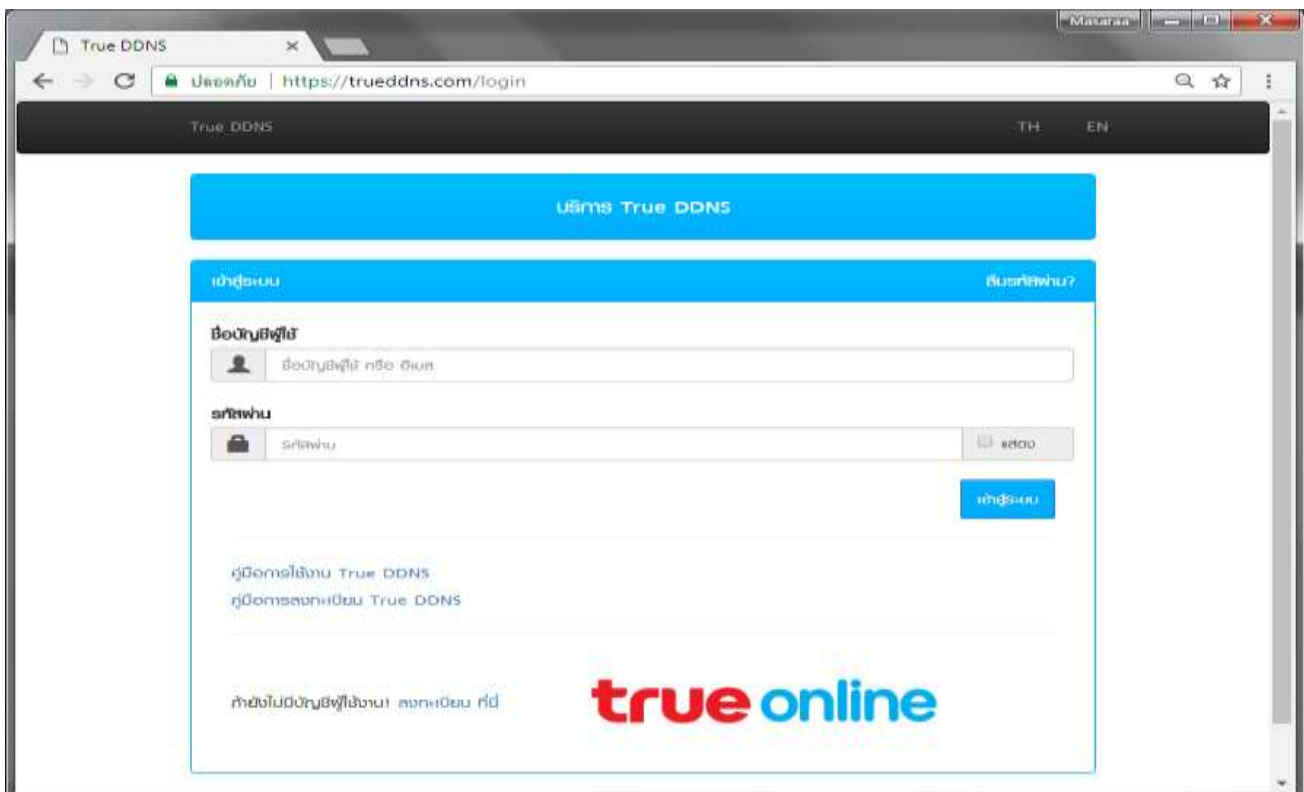 Masaraa
True DDNS
ปลอดภัย | https://trueddns.com/login
True DDNS TH EN
บริการ True DDNS
เข้าสู่ระบบ ลืมรหัสผ่าน?
ชื่อบัญชีผู้ใช้
ชื่อบัญชีผู้ใช้ หรือ อีเมล
รหัสผ่าน
รหัสผ่าน แสดง
เข้าสู่ระบบ
คู่มือการใช้งาน True DDNS
คู่มือการลงทะเบียน True DDNS
ถ้ายังไม่มีบัญชีผู้ใช้งาน! ลงทะเบียน ที่นี่
true online